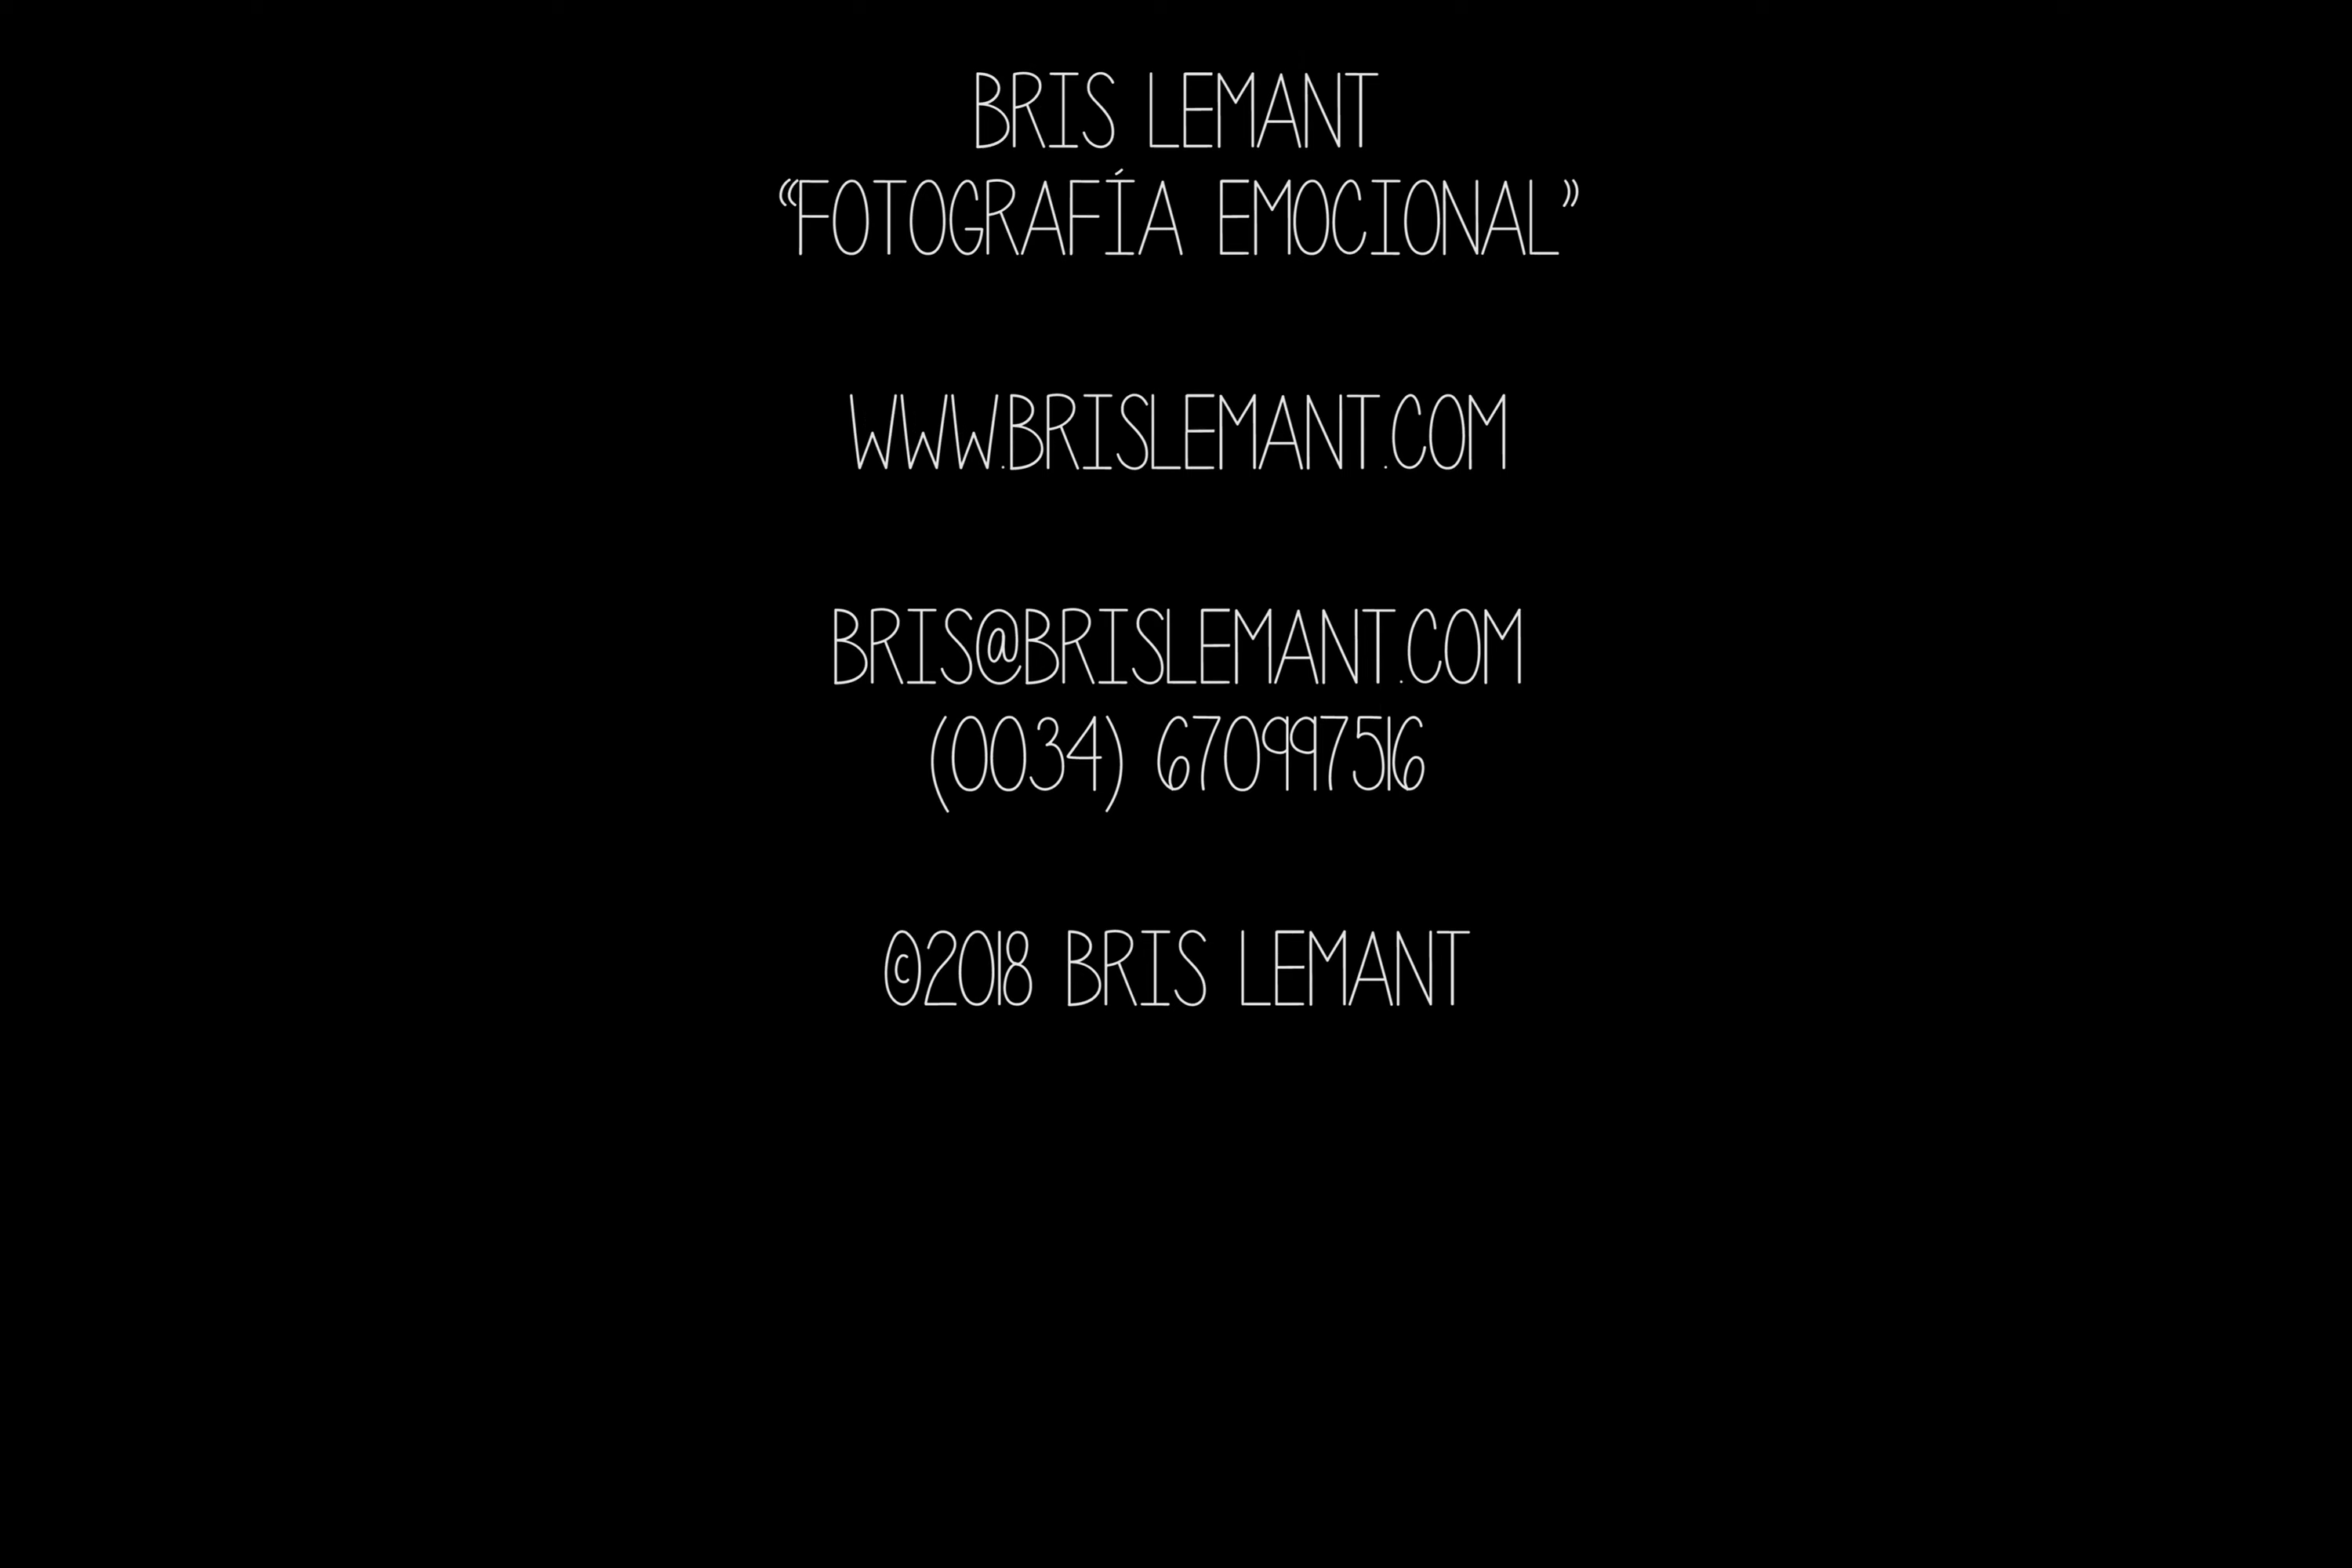 BRIS LEMANT
“FOTOGRAFÍA EMOCIONAL”
WWW.BRISLEMANT.COM
BRIS@BRISLEMANT.COM
(0034) 670997516
©2018 BRIS LEMANT